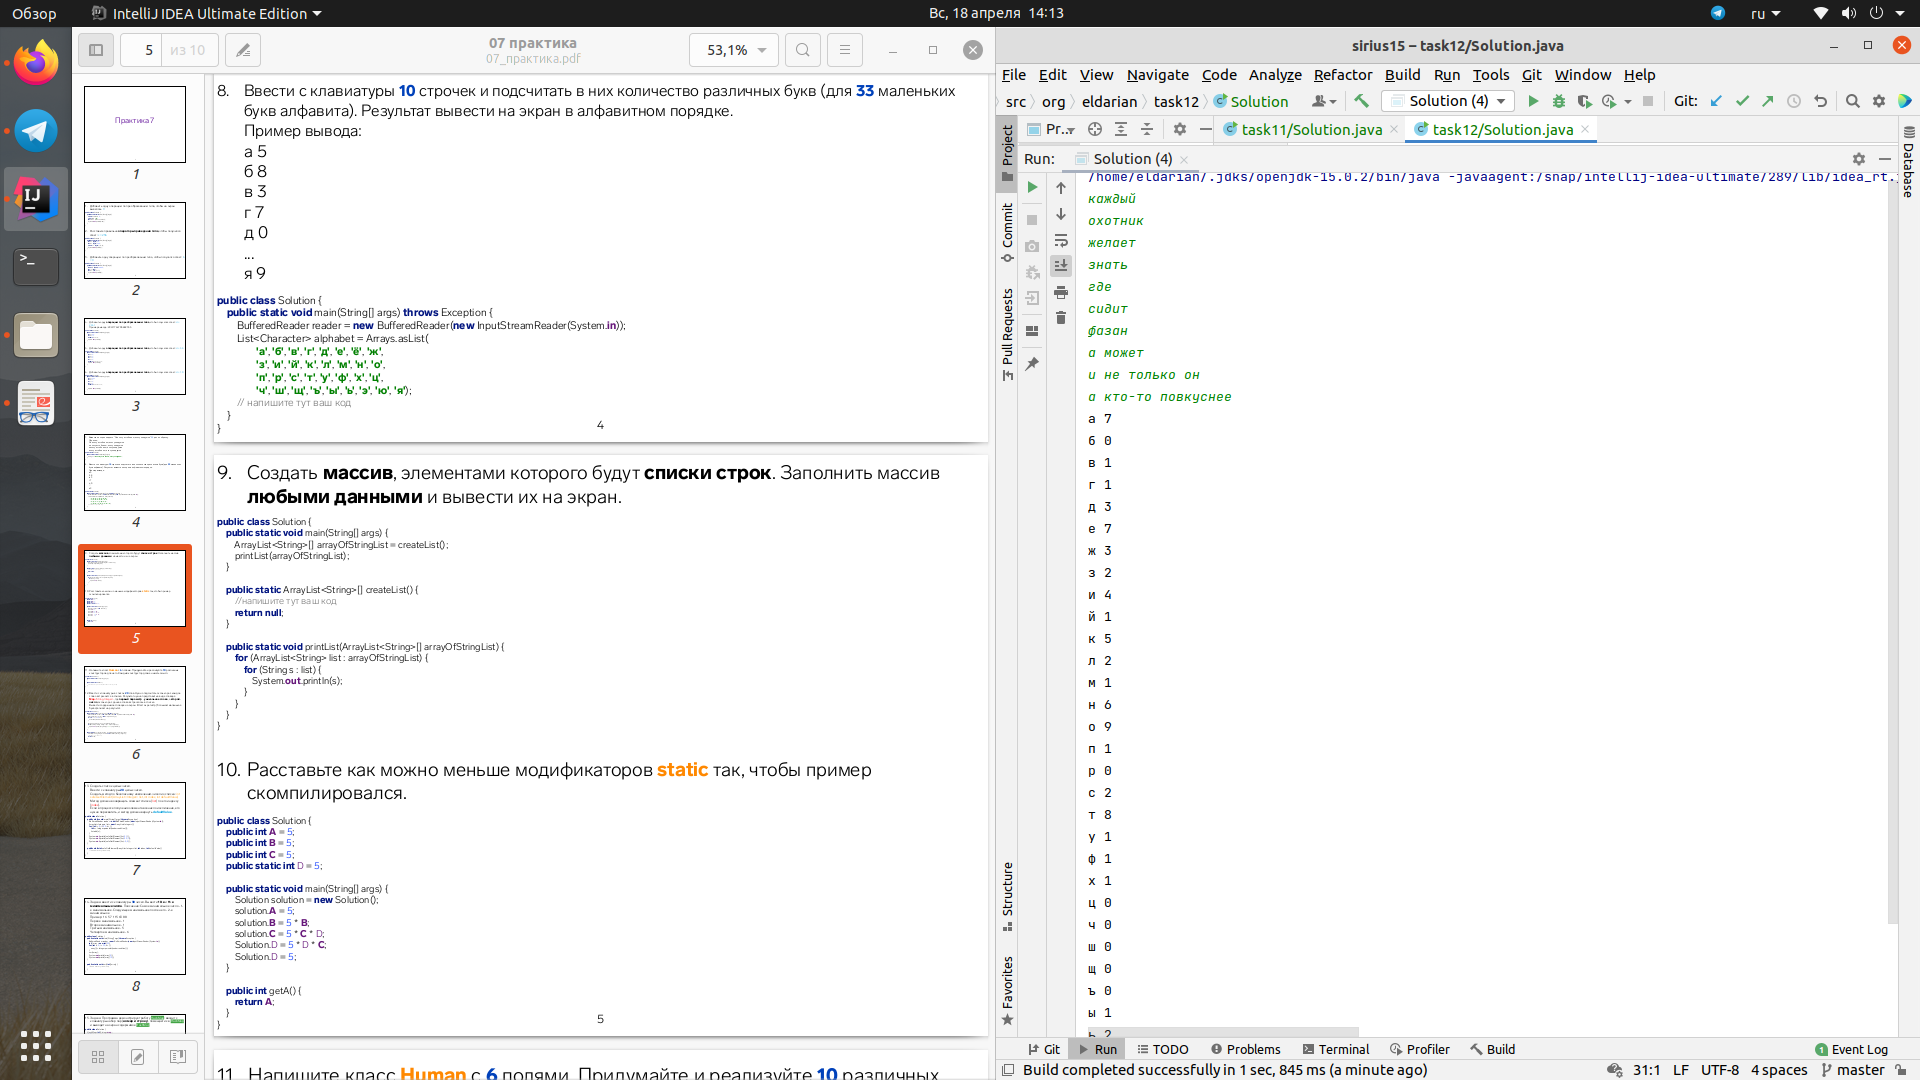 Обзор
IntelliJ IDEA Ultimate Edition
Вс, 18 апреля 14:13
ru
5
из 10
07 практика
07_практика.pdf
53,1%
Практика 7
1
2
3
4
5
6
7
8
8. Ввести с клавиатуры 10 строчек и подсчитать в них количество различных букв (для 33 маленьких
букв алфавита). Результат вывести на экран в алфавитном порядке.
Пример вывода:
а 5
б 8
в 3
г 7
д 0
...
я 9
public class Solution {
public static void main(String[] args) throws Exception {
BufferedReader reader = new BufferedReader(new InputStreamReader(System.in));
List<Character> alphabet = Arrays.asList(
'а', 'б', 'в', 'г', 'д', 'е', 'ё', 'ж',
'з', 'и', 'й', 'к', 'л', 'м', 'н', 'о',
'п', 'р', 'с', 'т', 'у', 'ф', 'х', 'ц',
'ч', 'ш', 'щ', 'ъ', 'ы', 'ь', 'э', 'ю', 'я');
// напишите тут ваш код
}
}
4
9. Создать массив, элементами которого будут списки строк. Заполнить массив
любыми данными и вывести их на экран.
public class Solution {
public static void main(String[] args) {
ArrayList<String>[] arrayOfStringList = createList();
printList(arrayOfStringList);
}
public static ArrayList<String>[] createList() {
//напишите тут ваш код
return null;
}
public static void printList(ArrayList<String>[] arrayOfStringList) {
for (ArrayList<String> list : arrayOfStringList) {
for (String s : list) {
System.out.println(s);
}
}
}
}
10. Расставьте как можно меньше модификаторов static так, чтобы пример
скомпилировался.
public class Solution {
public int A = 5;
public int B = 5;
public int C = 5;
public static int D = 5;
public static void main(String[] args) {
Solution solution = new Solution();
solution.A = 5;
solution.B = 5 * B;
solution.C = 5 * C * D;
Solution.D = 5 * D * C;
Solution.D = 5;
}
public int getA() {
return A;
}
}
5
11. Напишите класс Human с 6 полями. Придумайте и реализуйте 10 различных
sirius15 – task12/Solution.java
File Edit View Navigate Code Analyze Refactor Build Run Tools Git Window Help
src org eldarian task12 Solution
Solution (4)
Git:
Pr...
task11/Solution.java
task12/Solution.java
Run: Solution (4)
Project
Commit
Pull Requests
Structure
Favorites
Database
/home/eldarian/.jdks/openjdk-15.0.2/bin/java -javaagent:/snap/intellij-idea-ultimate/289/lib/idea_rt.
каждый
охотник
желает
знать
где
сидит
фазан
а может
и не только он
а кто-то повкуснее
а 7
б 0
в 1
г 1
д 3
е 7
ж 3
з 2
и 4
й 1
к 5
л 2
м 1
н 6
о 9
п 1
р 0
с 2
т 8
у 1
ф 1
х 1
ц 0
ч 0
ш 0
щ 0
ъ 0
ы 1
ь 2
Git Run TODO Problems Terminal Profiler Build
1 Event Log
Build completed successfully in 1 sec, 845 ms (a minute ago)
31:1 LF UTF-8 4 spaces master